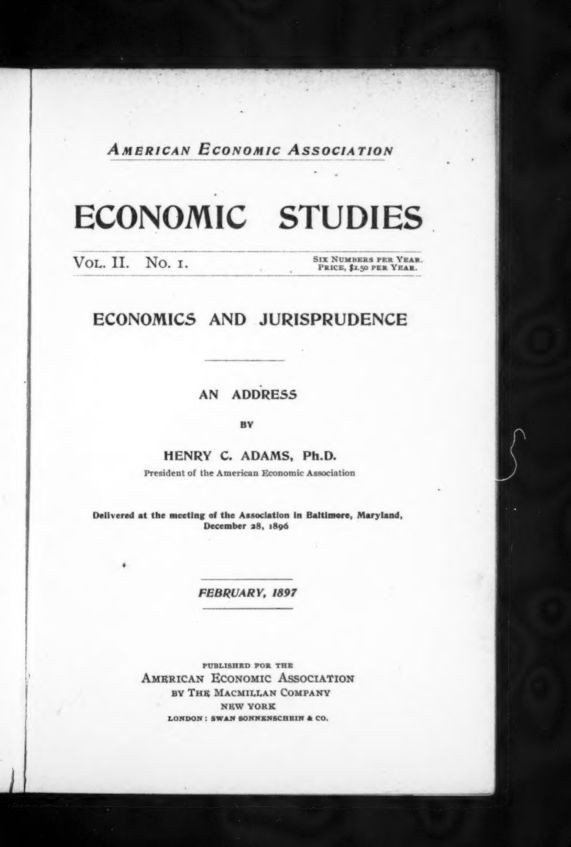 AMERICAN ECONOMIC ASSOCIATION
ECONOMIC STUDIES
VOL. II. No. 1.
SIX NUMBERS PER YEAR.
PRICE, $2.50 PER YEAR.
ECONOMICS AND JURISPRUDENCE
AN ADDRESS
BY
HENRY C. ADAMS, Ph.D.
President of the American Economic Association
Delivered at the meeting of the Association in Baltimore, Maryland,
December 28, 1896
FEBRUARY, 1897
PUBLISHED FOR THE
AMERICAN ECONOMIC ASSOCIATION
BY THE MACMILLAN COMPANY
NEW YORK
LONDON: SWAN SONNENSCHEIN & CO.